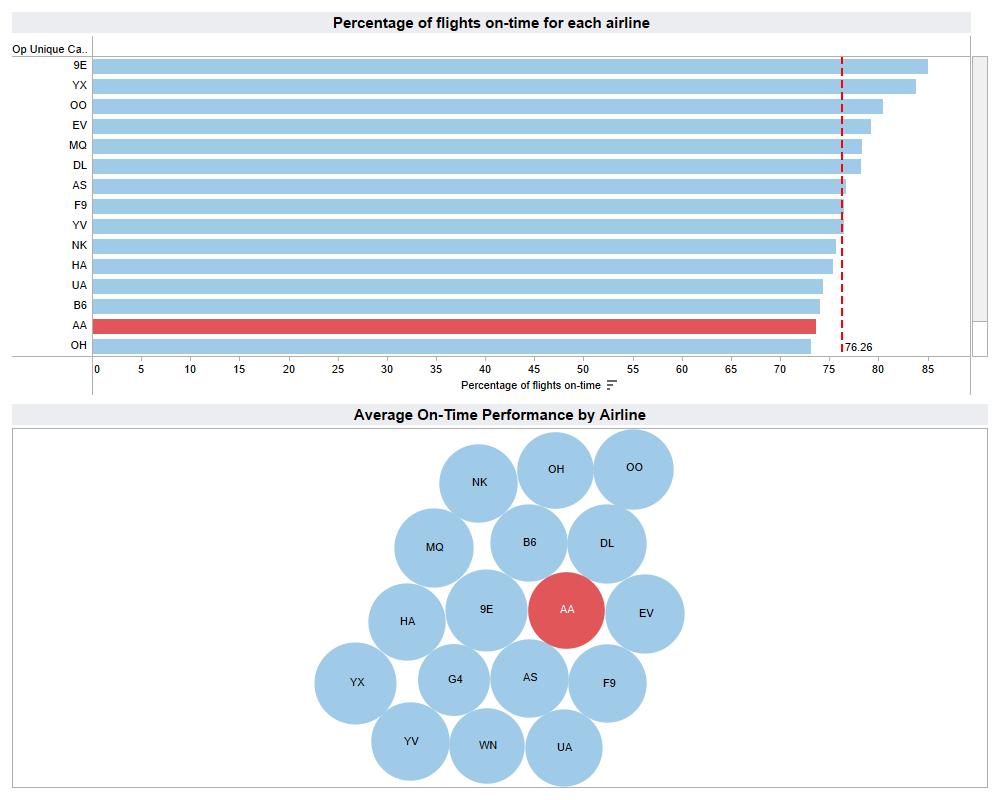 Percentage of flights on-time for each airline
Op Unique Ca..
9E
YX
OO
EV
MQ
DL
AS
F9
YV
NK
HA
UA
B6
AA
OH
76.26
0 5 10 15 20 25 30 35 40 45 50 55 60 65 70 75 80 85
Percentage of flights on-time
Average On-Time Performance by Airline
NK OH OO
MQ B6 DL
HA 9E AA EV
YX G4 AS F9
YV WN UA